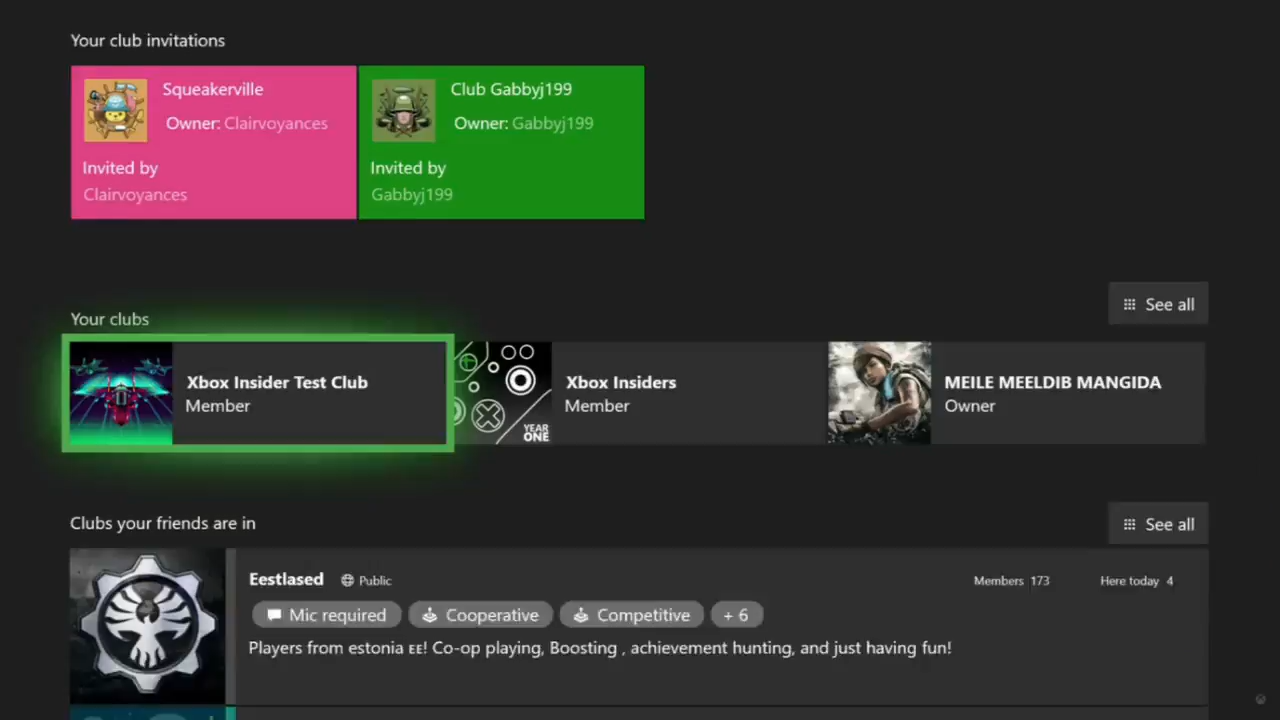 Your club invitations
Squeakerville
Owner: Clairvoyances
Invited by
Clairvoyances
Club Gabbyj199
Owner: Gabbyj199
Invited by
Gabbyj199
See all
Your clubs
Xbox Insider Test Club
Member
YEAR
ONE
Xbox Insiders
Member
MEILE MEELDIB MANGIDA
Owner
Clubs your friends are in
See all
Eestlased
Public
Members 173
Here today 4
Mic required
Cooperative
Competitive
+ 6
Players from estonia ᴇᴇ! Co-op playing, Boosting , achievement hunting, and just having fun!